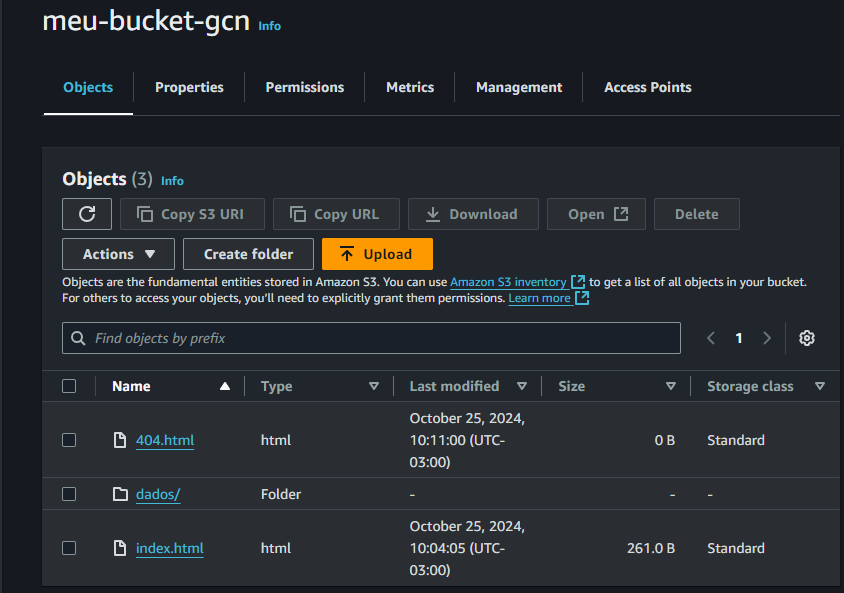 meu-bucket-gcn Info
Objects Properties Permissions Metrics Management Access Points
Objects (3) Info
Copy S3 URI Copy URL Download Open Delete
Actions Create folder Upload
Objects are the fundamental entities stored in Amazon S3. You can use Amazon S3 inventory to get a list of all objects in your bucket.
For others to access your objects, you'll need to explicitly grant them permissions. Learn more
Find objects by prefix 1
Name Type Last modified Size Storage class
404.html html October 25, 2024, 0 B Standard
10:11:00 (UTC-
03:00)
dados/ Folder - - -
index.html html October 25, 2024, 261.0 B Standard
10:04:05 (UTC-
03:00)